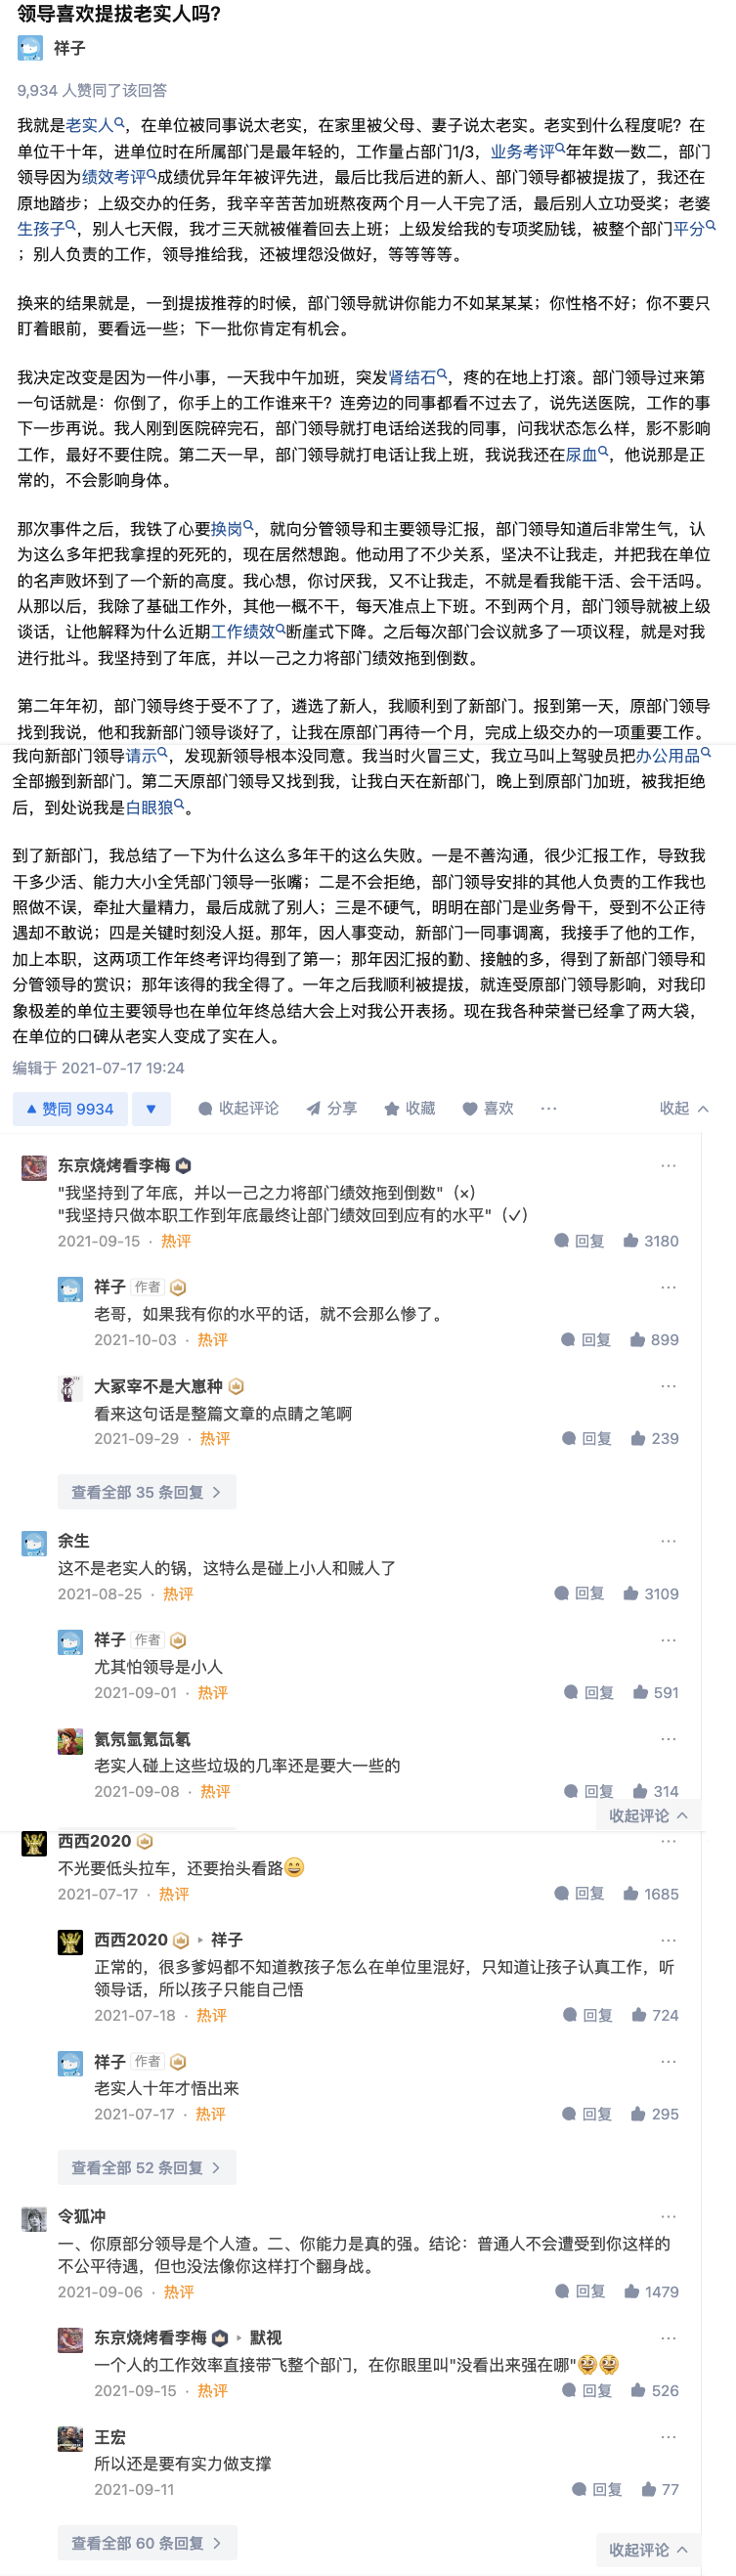 领导喜欢提拔老实人吗?
祥子
9,934 人赞同了该回答
我就是老实人，在单位被同事说太老实，在家里被父母、妻子说太老实。老实到什么程度呢? 在
单位干十年，进单位时在所属部门是最年轻的，工作量占部门1/3，业务考评年年数一数二，部门
领导因为绩效考评成绩优异年年被评先进，最后比我后进的新人、部门领导都被提拔了，我还在
原地踏步；上级交办的任务，我辛辛苦苦加班熬夜两个月一人干完了活，最后别人立功受奖；老婆
生孩子，别人七天假，我才三天就被催着回去上班；上级发给我的专项奖励钱，被整个部门平分
；别人负责的工作，领导推给我，还被埋怨没做好，等等等等。
换来的结果就是，一到提拔推荐的时候，部门领导就讲你能力不如某某某；你性格不好；你不要只
盯着眼前，要看远一些；下一批你肯定有机会。
我决定改变是因为一件小事，一天我中午加班，突发肾结石，疼的在地上打滚。部门领导过来第
一句话就是：你倒了，你手上的工作谁来干？连旁边的同事都看不过去了，说先送医院，工作的事
下一步再说。我人刚到医院碎完石，部门领导就打电话给送我的同事，问我状态怎么样，影不影响
工作，最好不要住院。第二天一早，部门领导就打电话让我上班，我说我还在尿血，他说那是正
常的，不会影响身体。
那次事件之后，我铁了心要换岗，就向分管领导和主要领导汇报，部门领导知道后非常生气，认
为这么多年把我拿捏的死死的，现在居然想跑。他动用了不少关系，坚决不让我走，并把我在单位
的名声败坏到了一个新的高度。我心想，你讨厌我，又不让我走，不就是看我能干活、会干活吗。
从那以后，我除了基础工作外，其他一概不干，每天准点上下班。不到两个月，部门领导就被上级
谈话，让他解释为什么近期工作绩效断崖式下降。之后每次部门会议就多了一项议程，就是对我
进行批斗。我坚持到了年底，并以一己之力将部门绩效拖到倒数。
第二年年初，部门领导终于受不了了，遴选了新人，我顺利到了新部门。报到第一天，原部门领导
找到我说，他和我新部门领导谈好了，让我在原部门再待一个月，完成上级交办的一项重要工作。
我向新部门领导请示，发现新领导根本没同意。我当时火冒三丈，我立马叫上驾驶员把办公用品
全部搬到新部门。第二天原部门领导又找到我，让我白天在新部门，晚上到原部门加班，被我拒绝
后，到处说我是白眼狼。
到了新部门，我总结了一下为什么这么多年干的这么失败。一是不善沟通，很少汇报工作，导致我
干多少活、能力大小全凭部门领导一张嘴；二是不会拒绝，部门领导安排的其他人负责的工作我也
照做不误，牵扯大量精力，最后成就了别人；三是不硬气，明明在部门是业务骨干，受到不公正待
遇却不敢说；四是关键时刻没人挺。那年，因人事变动，新部门一同事调离，我接手了他的工作，
加上本职，这两项工作年终考评均得到了第一；那年因汇报的勤、接触的多，得到了新部门领导和
分管领导的赏识；那年该得的我全得了。一年之后我顺利被提拔，就连受原部门领导影响，对我印
象极差的单位主要领导也在单位年终总结大会上对我公开表扬。现在我各种荣誉已经拿了两大袋，
在单位的口碑从老实人变成了实在人。
编辑于 2021-07-17 19:24
赞同 9934 收起评论 分享 收藏 喜欢 ··· 收起
东京烧烤看李梅 ···
"我坚持到了年底，并以一己之力将部门绩效拖到倒数"（×）
"我坚持只做本职工作到年底最终让部门绩效回到应有的水平"（✓）
2021-09-15 · 热评 回复 3180
祥子 作者 ···
老哥，如果我有你的水平的话，就不会那么惨了。
2021-10-03 · 热评 回复 899
大冢宰不是大崽种 ···
看来这句话是整篇文章的点睛之笔啊
2021-09-29 · 热评 回复 239
查看全部 35 条回复
余生 ···
这不是老实人的锅，这特么是碰上小人和贼人了
2021-08-25 · 热评 回复 3109
祥子 作者 ···
尤其怕领导是小人
2021-09-01 · 热评 回复 591
···
老实人碰上这些垃圾的几率还是要大一些的
2021-09-08 · 热评 回复 314
收起评论
西西2020 ···
不光要低头拉车，还要抬头看路😄
2021-07-17 · 热评 回复 1685
西西2020 ▸ 祥子 ···
正常的，很多爹妈都不知道教孩子怎么在单位里混好，只知道让孩子认真工作，听
领导话，所以孩子只能自己悟
2021-07-18 · 热评 回复 724
祥子 作者 ···
老实人十年才悟出来
2021-07-17 · 热评 回复 295
查看全部 52 条回复
令狐冲 ···
一、你原部分领导是个人渣。二、你能力是真的强。结论：普通人不会遭受到你这样的
不公平待遇，但也没法像你这样打个翻身战。
2021-09-06 · 热评 回复 1479
东京烧烤看李梅 ▸ 默视 ···
一个人的工作效率直接带飞整个部门，在你眼里叫"没看出来强在哪"
2021-09-15 · 热评 回复 526
王宏 ···
所以还是要有实力做支撑
2021-09-11 回复 77
查看全部 60 条回复
收起评论